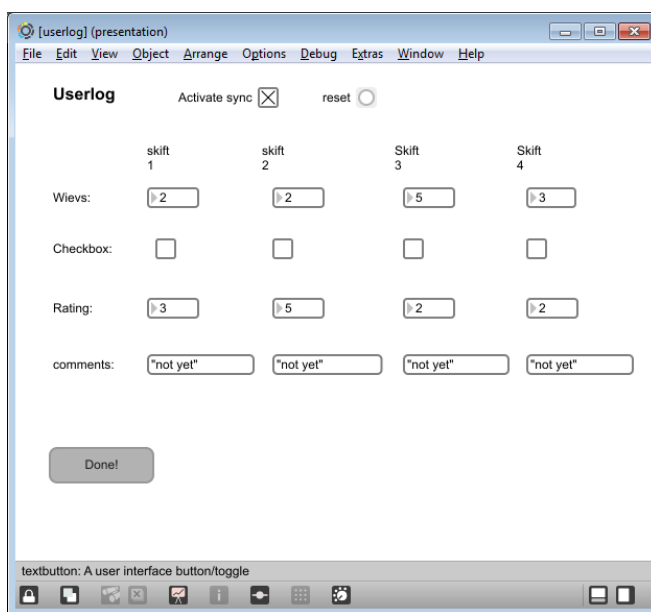 [userlog] (presentation)
File Edit View Object Arrange Options Debug Extras Window Help
Userlog Activate sync reset
skift 1 skift 2 Skift 3 Skift 4
Wievs: 2 2 5 3
Checkbox:
Rating: 3 5 2 2
comments: "not yet" "not yet" "not yet" "not yet"
Done!
textbutton: A user interface button/toggle